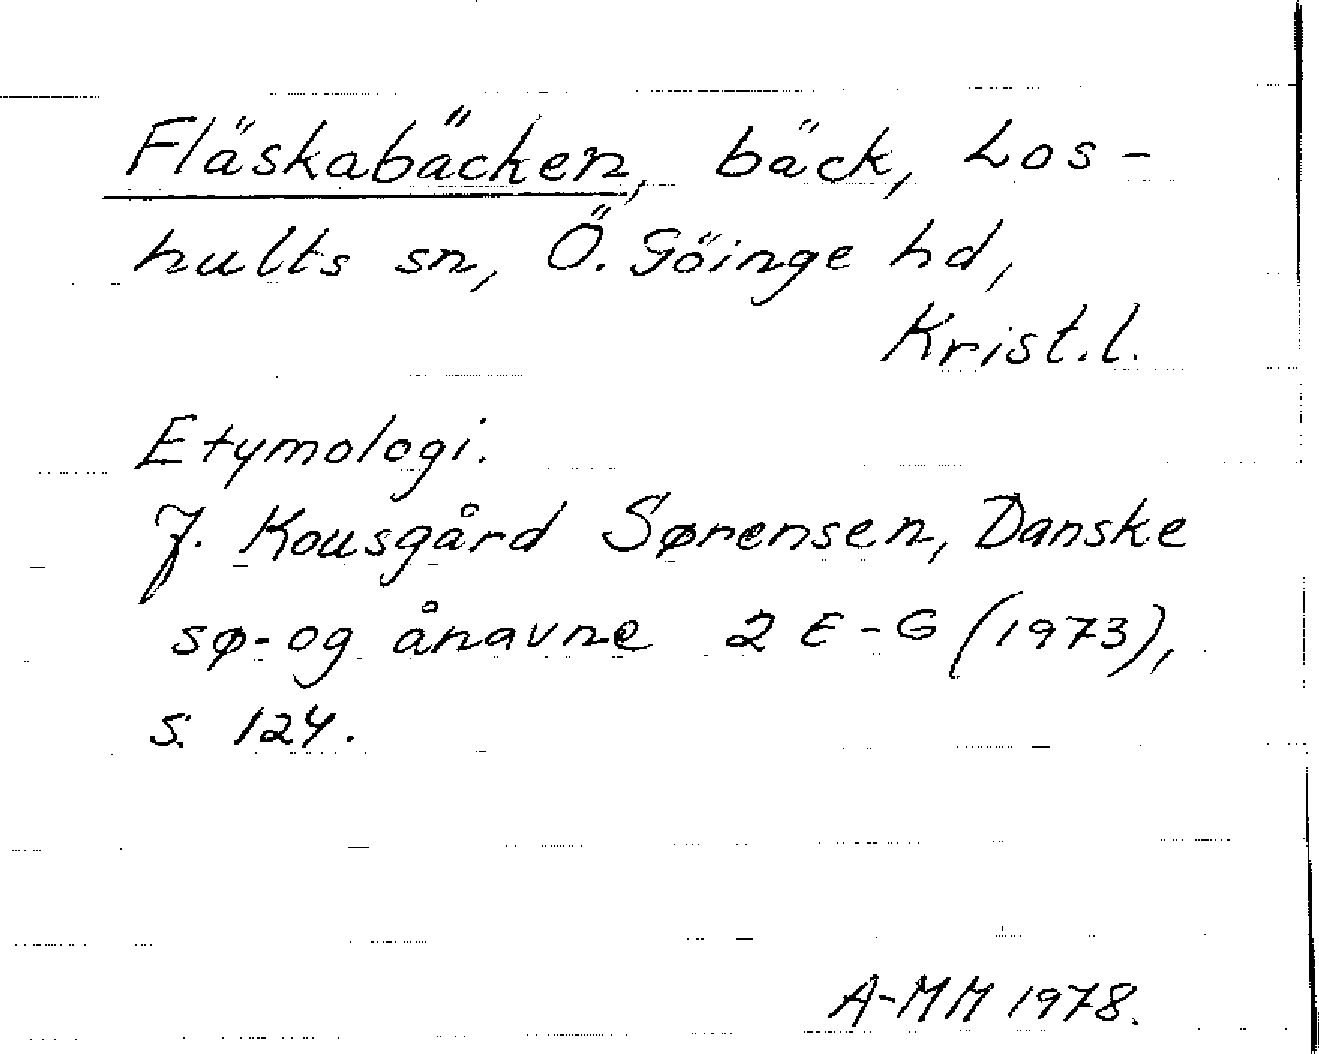 Fläskabäcken, bäck, Los-
hults sn, Ö. Göinge hd,
Krist.l.
Etymologi.
J. Kousgård Sørensen, Danske
sø- og ånavne 2 E-G (1973),
s. 124.
A-MM 1978.